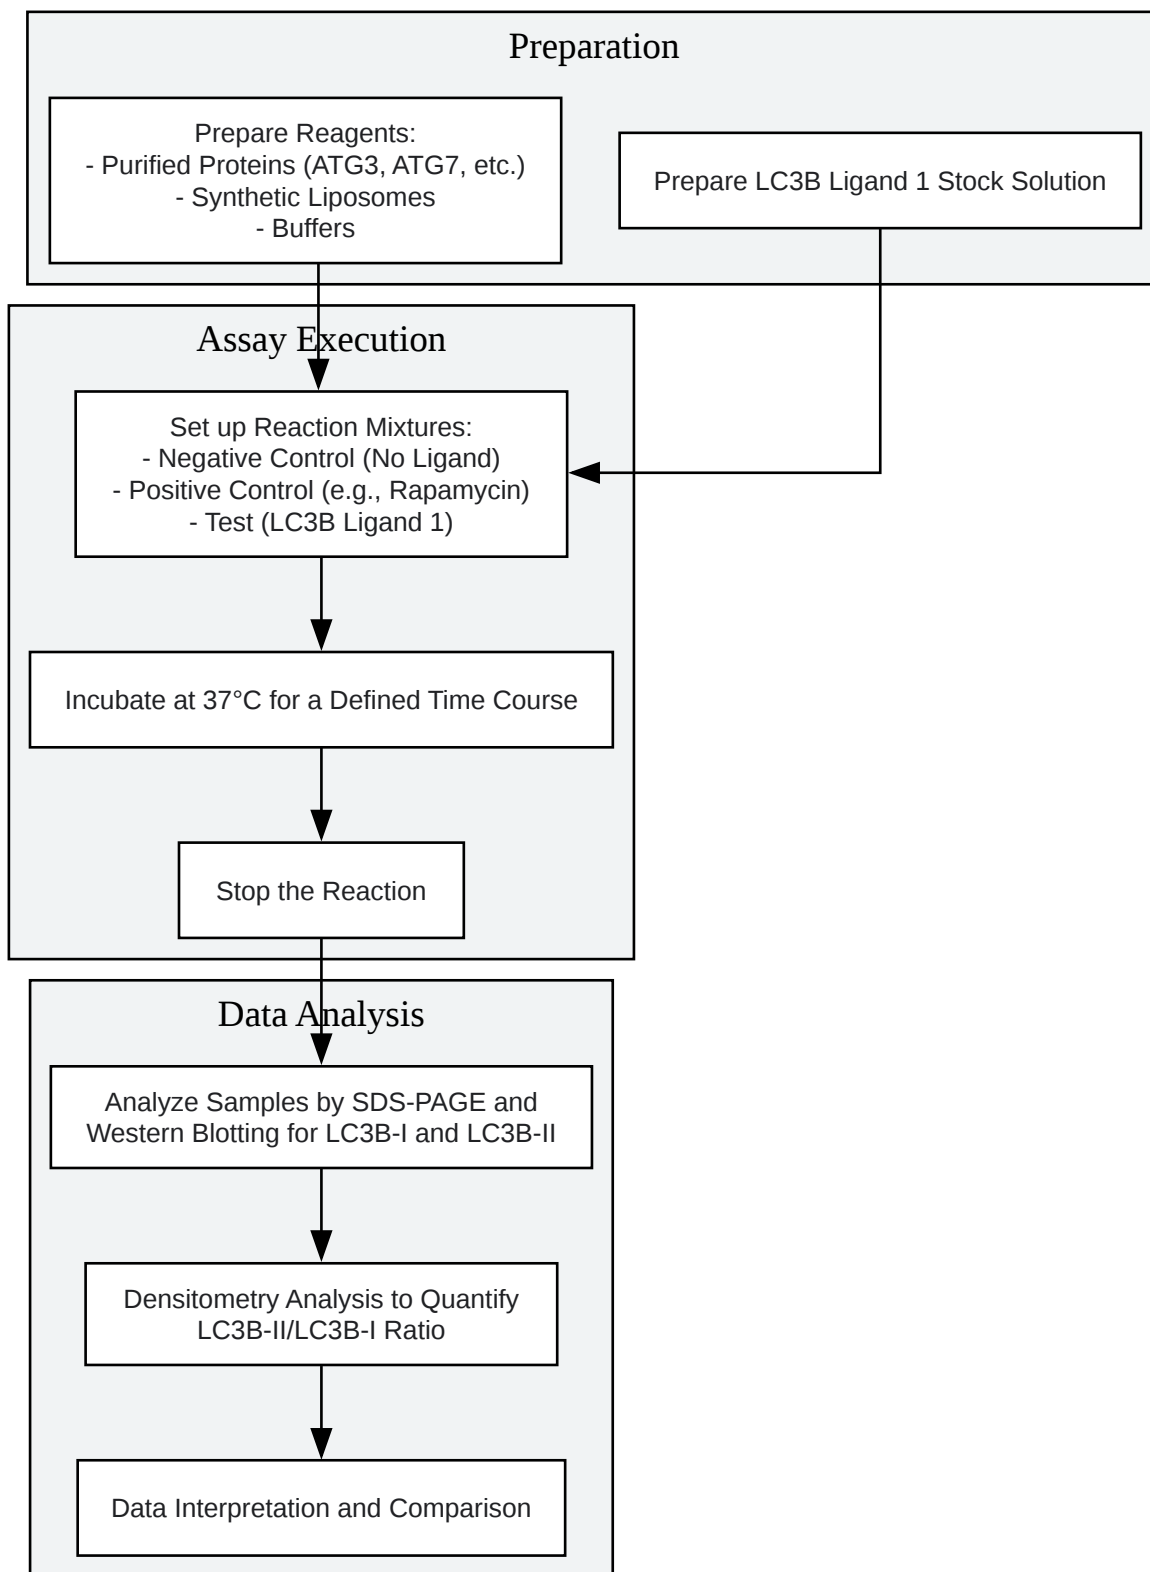 Preparation
Prepare Reagents:
- Purified Proteins (ATG3, ATG7, etc.)
- Synthetic Liposomes
- Buffers
Prepare LC3B Ligand 1 Stock Solution
Assay Execution
Set up Reaction Mixtures:
- Negative Control (No Ligand)
- Positive Control (e.g., Rapamycin)
- Test (LC3B Ligand 1)
Incubate at 37°C for a Defined Time Course
Stop the Reaction
Data Analysis
Analyze Samples by SDS-PAGE and
Western Blotting for LC3B-I and LC3B-II
Densitometry Analysis to Quantify
LC3B-II/LC3B-I Ratio
Data Interpretation and Comparison